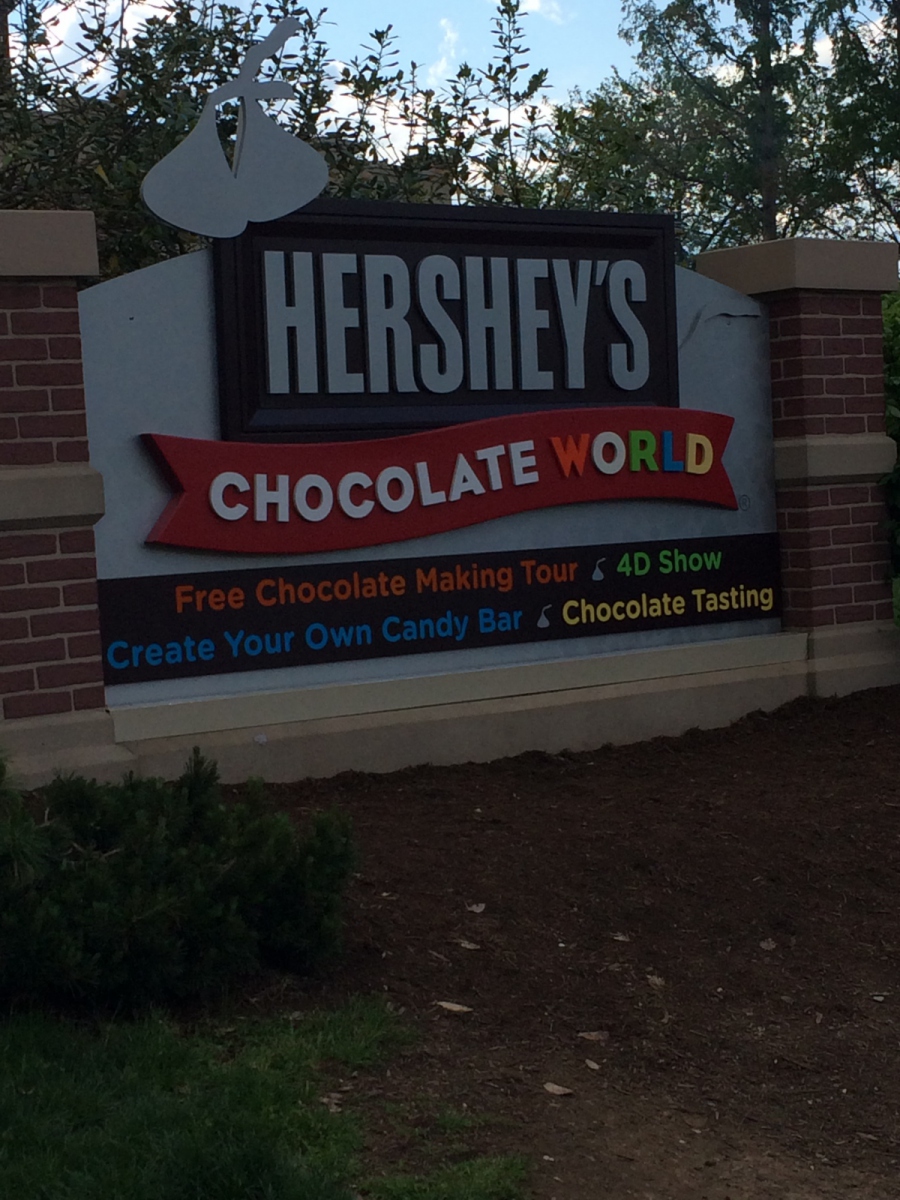 HERSHEY'S
CHOCOLATE WORLD
®
Free Chocolate Making Tour 4D Show
Create Your Own Candy Bar Chocolate Tasting